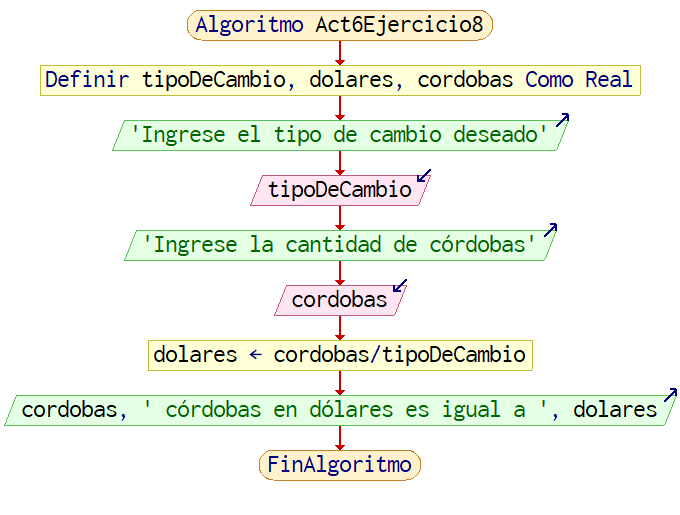 Algoritmo Act6Ejercicio8
Definir tipoDeCambio, dolares, cordobas Como Real
'Ingrese el tipo de cambio deseado'
tipoDeCambio
'Ingrese la cantidad de córdobas'
cordobas
dolares ← cordobas/tipoDeCambio
cordobas, ' córdobas en dólares es igual a ', dolares
FinAlgoritmo